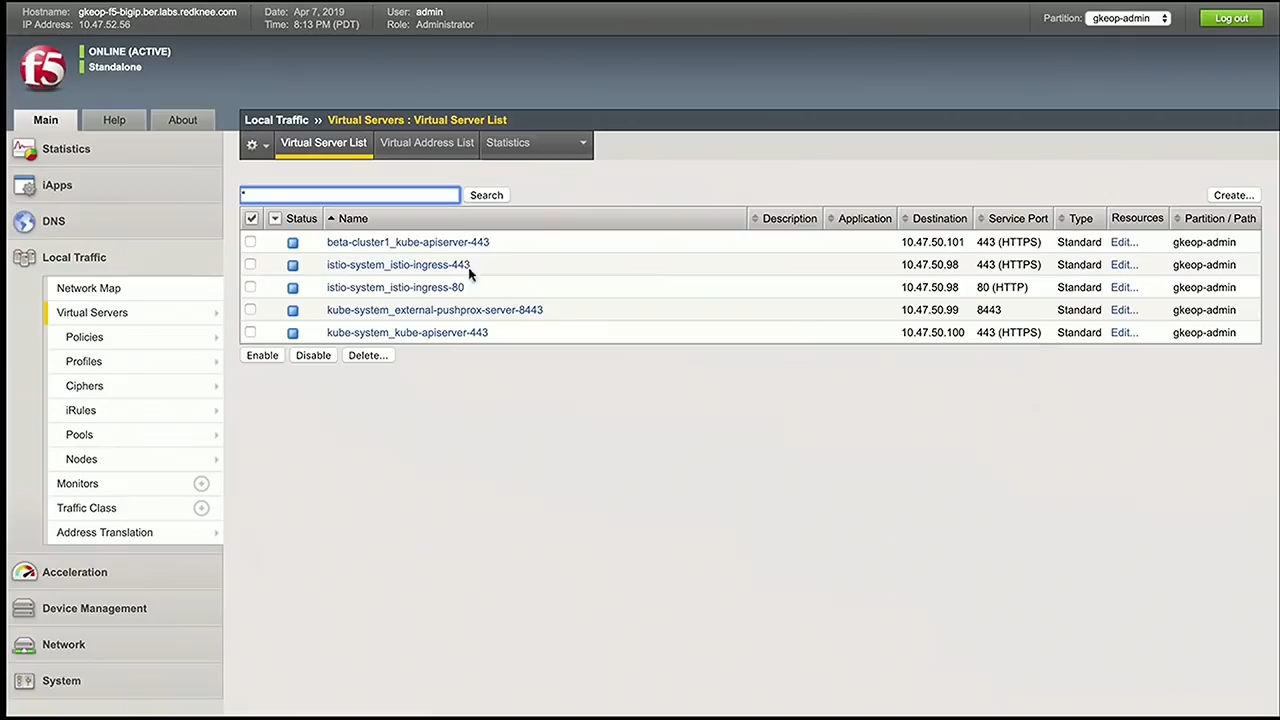 Hostname: gkeop-f5-bigip.ber.labs.redknee.com Date: Apr 7, 2019 User: admin
IP Address: 10.47.52.56 Time: 8:13 PM (PDT) Role: Administrator
Partition: gkeop-admin Log out
f5
ONLINE (ACTIVE)
Standalone
Main Help About
Local Traffic ›› Virtual Servers : Virtual Server List
Virtual Server List Virtual Address List Statistics
Statistics
iApps
DNS
Local Traffic
Network Map
Virtual Servers
Policies
Profiles
Ciphers
iRules
Pools
Nodes
Monitors
Traffic Class
Address Translation
Acceleration
Device Management
Network
System
* Search Create...
Status Name Description Application Destination Service Port Type Resources Partition / Path
beta-cluster1_kube-apiserver-443 10.47.50.101 443 (HTTPS) Standard Edit... gkeop-admin
istio-system_istio-ingress-443 10.47.50.98 443 (HTTPS) Standard Edit... gkeop-admin
istio-system_istio-ingress-80 10.47.50.98 80 (HTTP) Standard Edit... gkeop-admin
kube-system_external-pushprox-server-8443 10.47.50.99 8443 Standard Edit... gkeop-admin
kube-system_kube-apiserver-443 10.47.50.100 443 (HTTPS) Standard Edit... gkeop-admin
Enable Disable Delete...